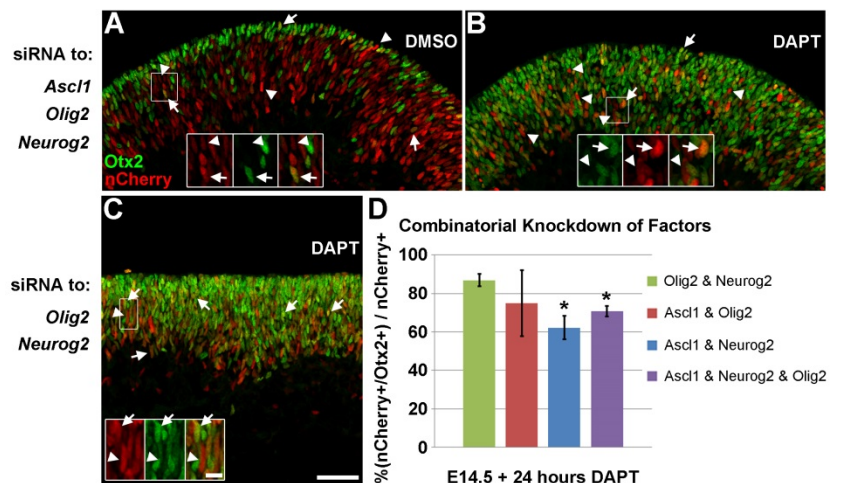 A
DMSO
siRNA to:
Ascl1
Olig2
Neurog2
Otx2
nCherry
B
DAPT
C
DAPT
siRNA to:
Olig2
Neurog2
D
Combinatorial Knockdown of Factors
%(nCherry+/Otx2+) / nCherry+
100
80
60
40
20
0
* *
E14.5 + 24 hours DAPT
Olig2 & Neurog2
Ascl1 & Olig2
Ascl1 & Neurog2
Ascl1 & Neurog2 & Olig2